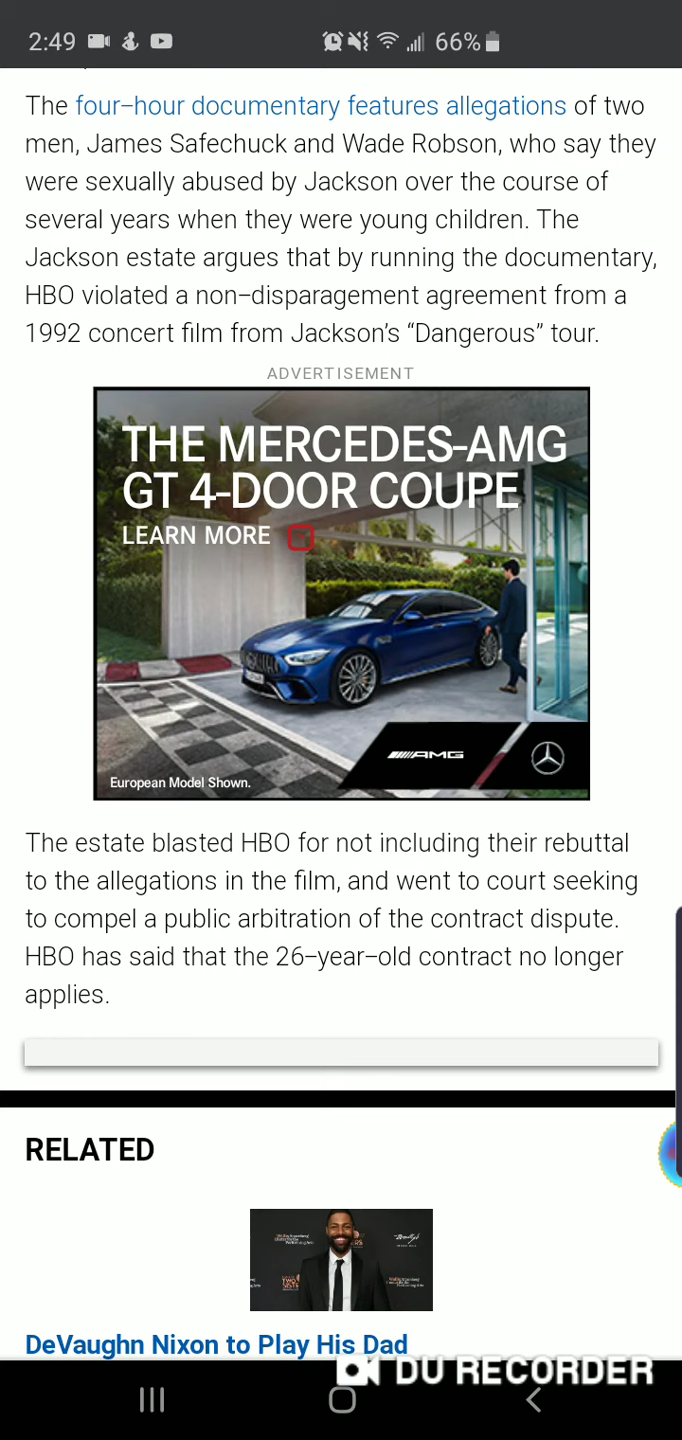 2:49
66%
The four-hour documentary features allegations of two
men, James Safechuck and Wade Robson, who say they
were sexually abused by Jackson over the course of
several years when they were young children. The
Jackson estate argues that by running the documentary,
HBO violated a non-disparagement agreement from a
1992 concert film from Jackson's “Dangerous” tour.
ADVERTISEMENT
THE MERCEDES-AMG
GT 4-DOOR COUPE
LEARN MORE
AMG
European Model Shown.
The estate blasted HBO for not including their rebuttal
to the allegations in the film, and went to court seeking
to compel a public arbitration of the contract dispute.
HBO has said that the 26-year-old contract no longer
applies.
RELATED
DeVaughn Nixon to Play His Dad
DU RECORDER